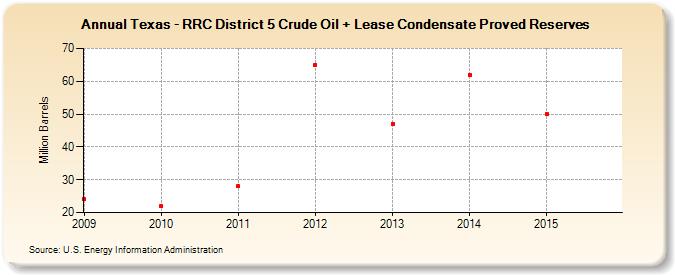 Annual Texas - RRC District 5 Crude Oil + Lease Condensate Proved Reserves
Million Barrels
70
60
50
40
30
20
2009 2010 2011 2012 2013 2014 2015
Source: U.S. Energy Information Administration